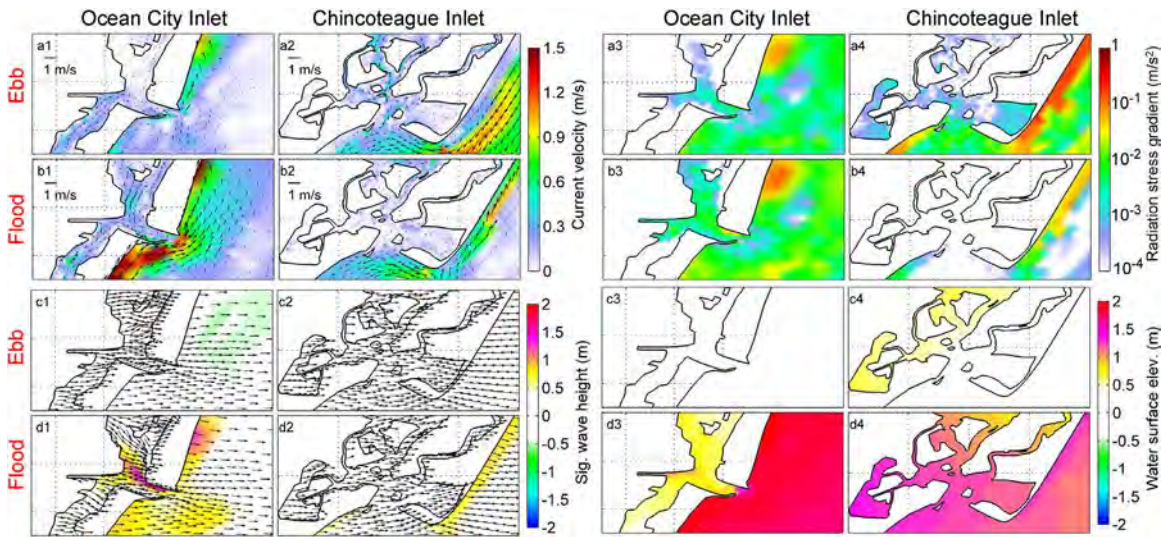 Ocean City Inlet Chincoteague Inlet Ocean City Inlet Chincoteague Inlet
Ebb
a1
1 m/s
a2
1 m/s
1.5
1.2
0.9
0.6
0.3
0
Current velocity (m/s)
a3
a4
1
10-1
10-2
10-3
10-4
Radiation stress gradient (m/s2)
Flood
b1
1 m/s
b2
1 m/s
b3
b4
Ebb
c1
c2
2
1.5
1
0.5
0
-0.5
-1
-1.5
-2
Sig. wave height (m)
c3
c4
2
1.5
1
0.5
0
-0.5
-1
-1.5
-2
Water surface elev. (m)
Flood
d1
d2
d3
d4